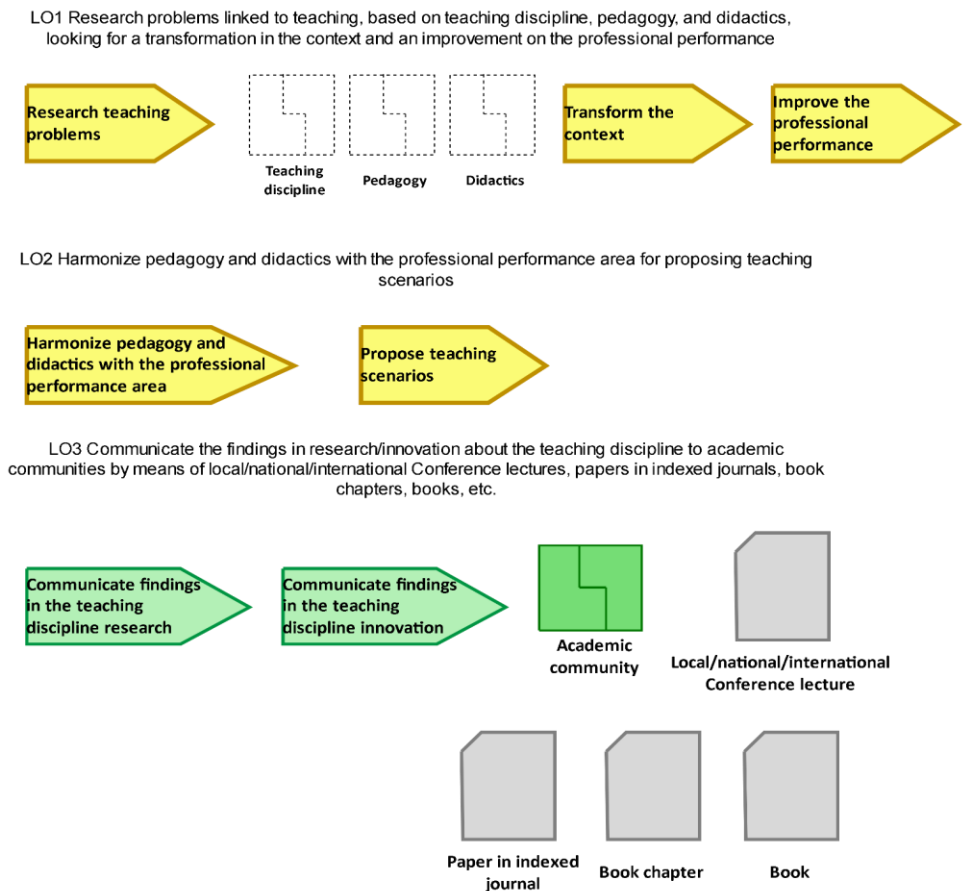 LO1 Research problems linked to teaching, based on teaching discipline, pedagogy, and didactics,
looking for a transformation in the context and an improvement on the professional performance
Research teaching
problems
Teaching
discipline
Pedagogy
Didactics
Transform the
context
Improve the
professional
performance
LO2 Harmonize pedagogy and didactics with the professional performance area for proposing teaching
scenarios
Harmonize pedagogy and
didactics with the professional
performance area
Propose teaching
scenarios
LO3 Communicate the findings in research/innovation about the teaching discipline to academic
communities by means of local/national/international Conference lectures, papers in indexed journals, book
chapters, books, etc.
Communicate findings
in the teaching
discipline research
Communicate findings
in the teaching
discipline innovation
Academic
community
Local/national/international
Conference lecture
Paper in indexed
journal
Book chapter
Book